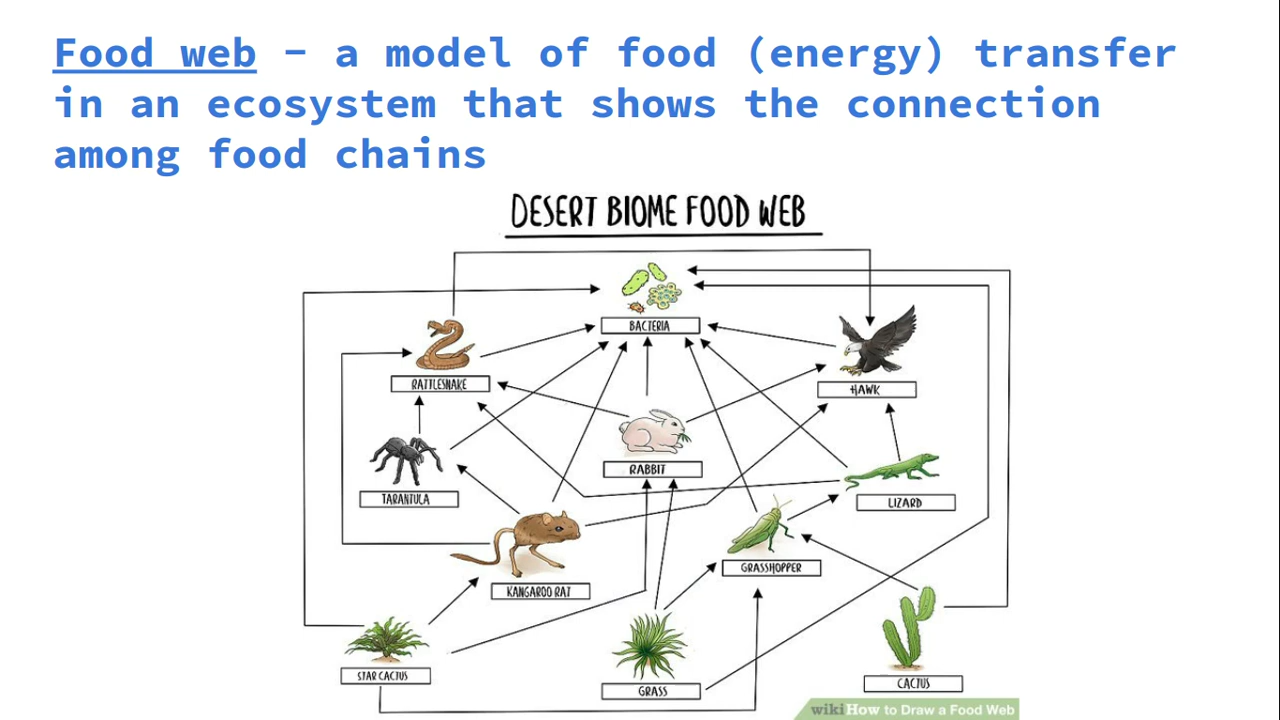 Food web – a model of food (energy) transfer
in an ecosystem that shows the connection
among food chains
DESERT BIOME FOOD WEB
BACTERIA
RATTLESNAKE
HAWK
RABBIT
TARANTULA
LIZARD
GRASSHOPPER
KANGAROO RAT
STAR CACTUS
GRASS
CACTUS
wikiHow to Draw a Food Web